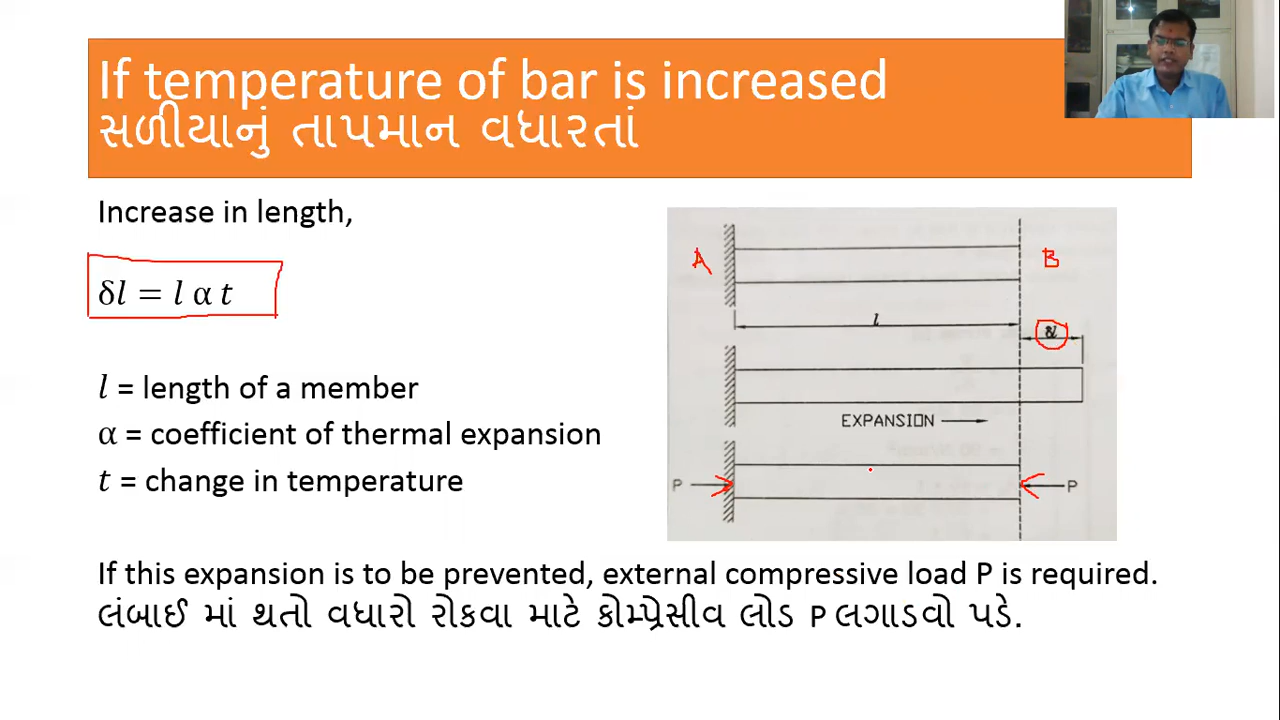 If temperature of bar is increased
સળીયાનું તાપમાન વધારતાં
Increase in length,
δl = l α t
l = length of a member
α = coefficient of thermal expansion
t = change in temperature
A
B
l
δl
EXPANSION
P
P
If this expansion is to be prevented, external compressive load P is required.
લંબાઈ માં થતો વધારો રોકવા માટે કોમ્પ્રેસીવ લોડ P લગાડવો પડે.